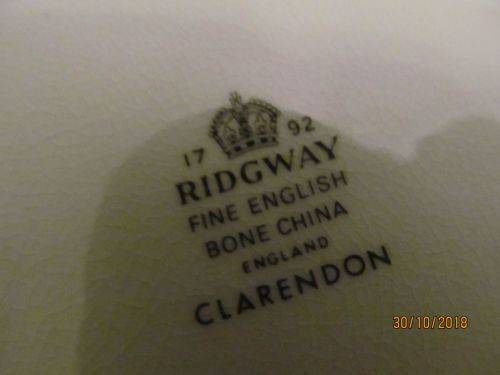 17 92
RIDGWAY
FINE ENGLISH
BONE CHINA
ENGLAND
CLARENDON
30/10/2018